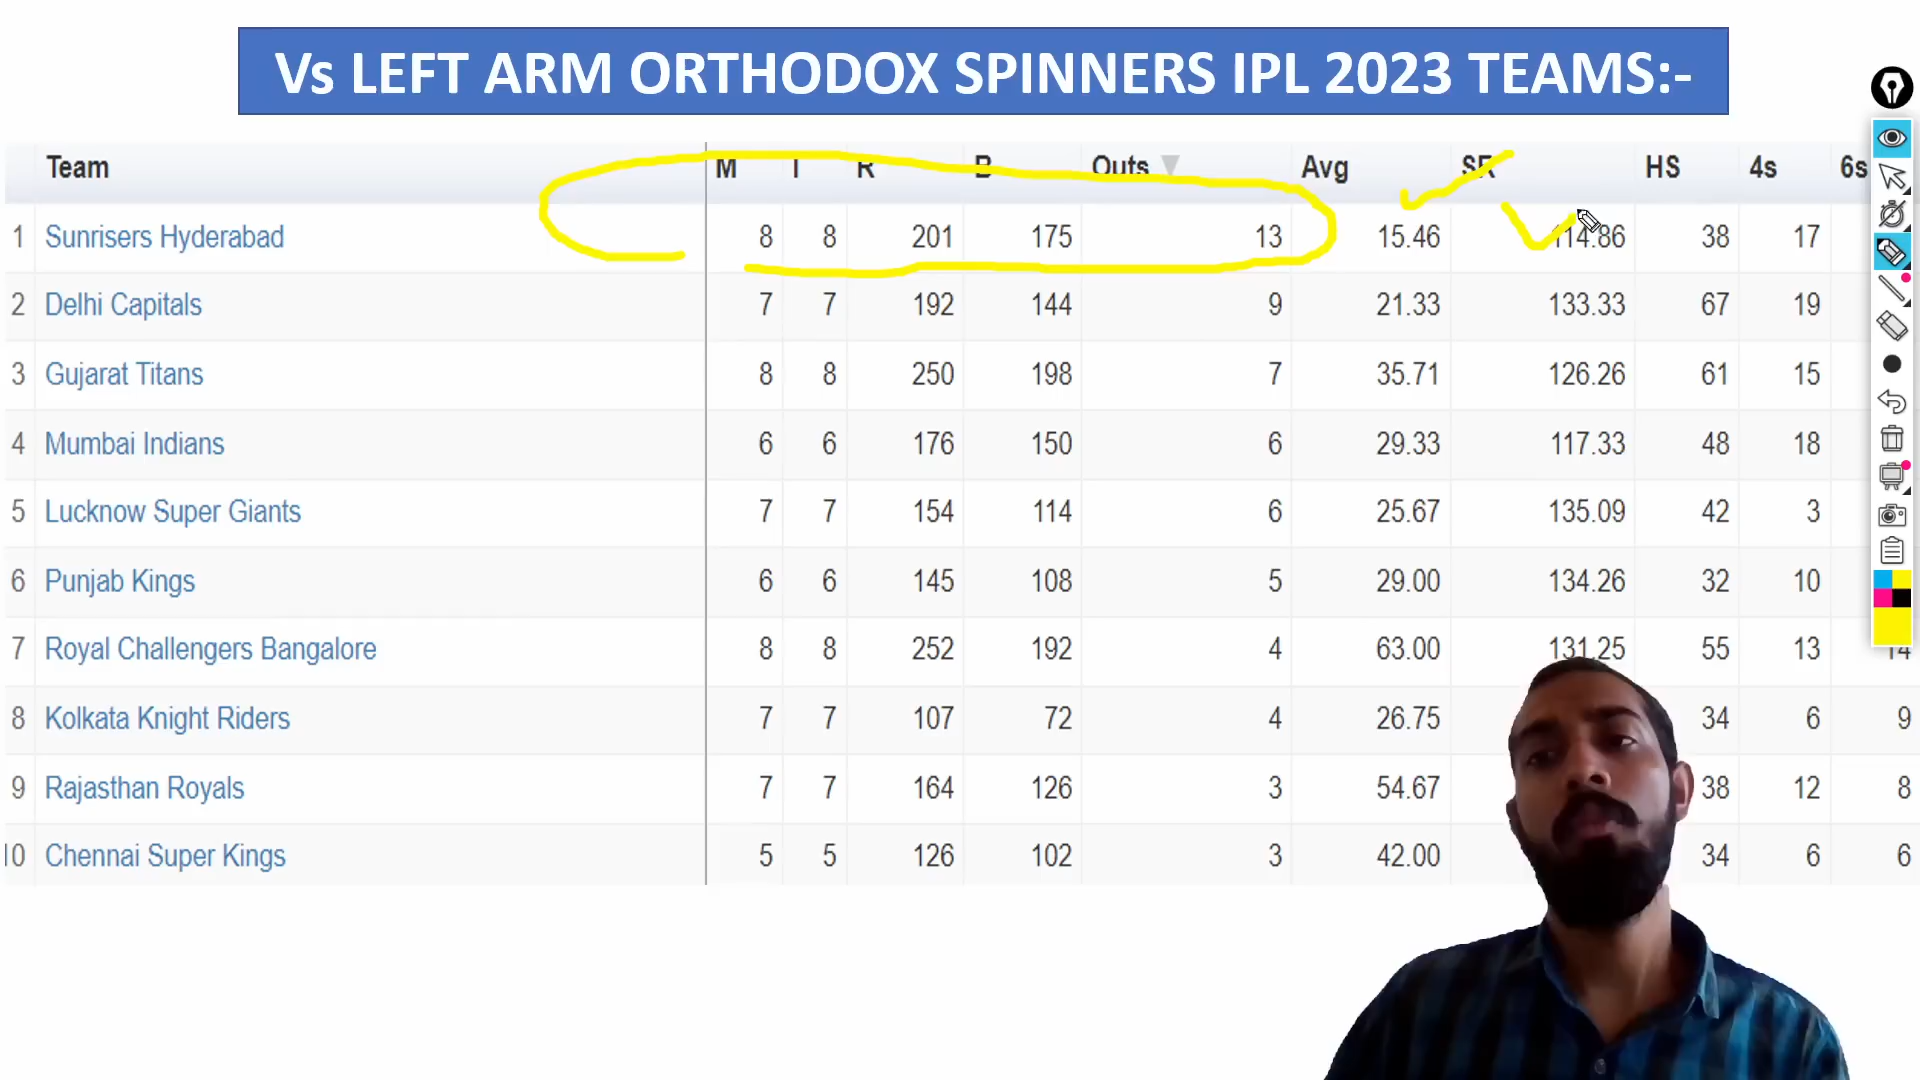 Vs LEFT ARM ORTHODOX SPINNERS IPL 2023 TEAMS:-
Team M I R B Outs Avg SR HS 4s 6s
1 Sunrisers Hyderabad 8 8 201 175 13 15.46 114.86 38 17
2 Delhi Capitals 7 7 192 144 9 21.33 133.33 67 19
3 Gujarat Titans 8 8 250 198 7 35.71 126.26 61 15
4 Mumbai Indians 6 6 176 150 6 29.33 117.33 48 18
5 Lucknow Super Giants 7 7 154 114 6 25.67 135.09 42 3
6 Punjab Kings 6 6 145 108 5 29.00 134.26 32 10
7 Royal Challengers Bangalore 8 8 252 192 4 63.00 131.25 55 13 14
8 Kolkata Knight Riders 7 7 107 72 4 26.75 34 6 9
9 Rajasthan Royals 7 7 164 126 3 54.67 38 12 8
10 Chennai Super Kings 5 5 126 102 3 42.00 34 6 6